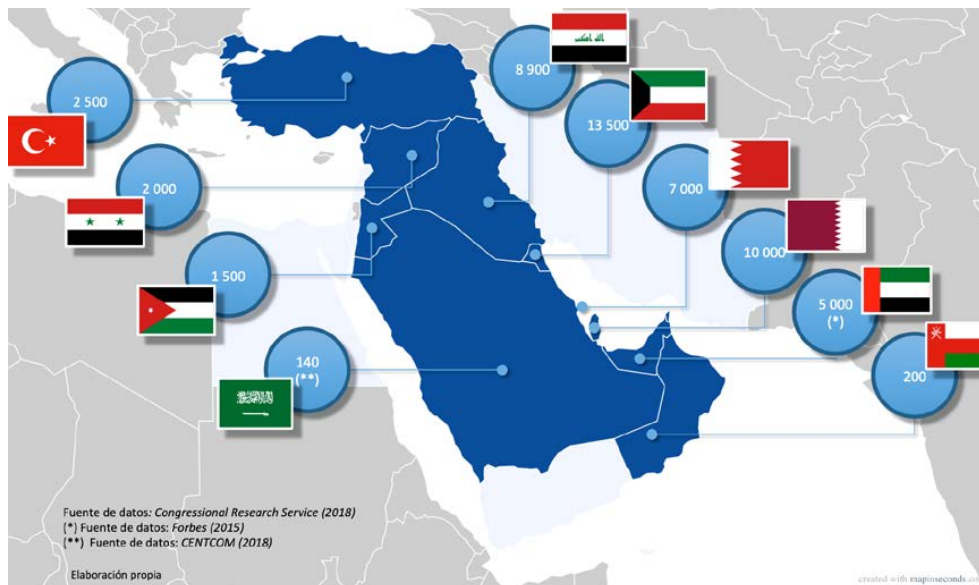 8 900
2 500
13 500
2 000
7 000
10 000
1 500
5 000
(*)
140
(**)
200
Fuente de datos: Congressional Research Service (2018)
(*) Fuente de datos: Forbes (2015)
(**) Fuente de datos: CENTCOM (2018)
Elaboración propia
created with mapinseconds.co